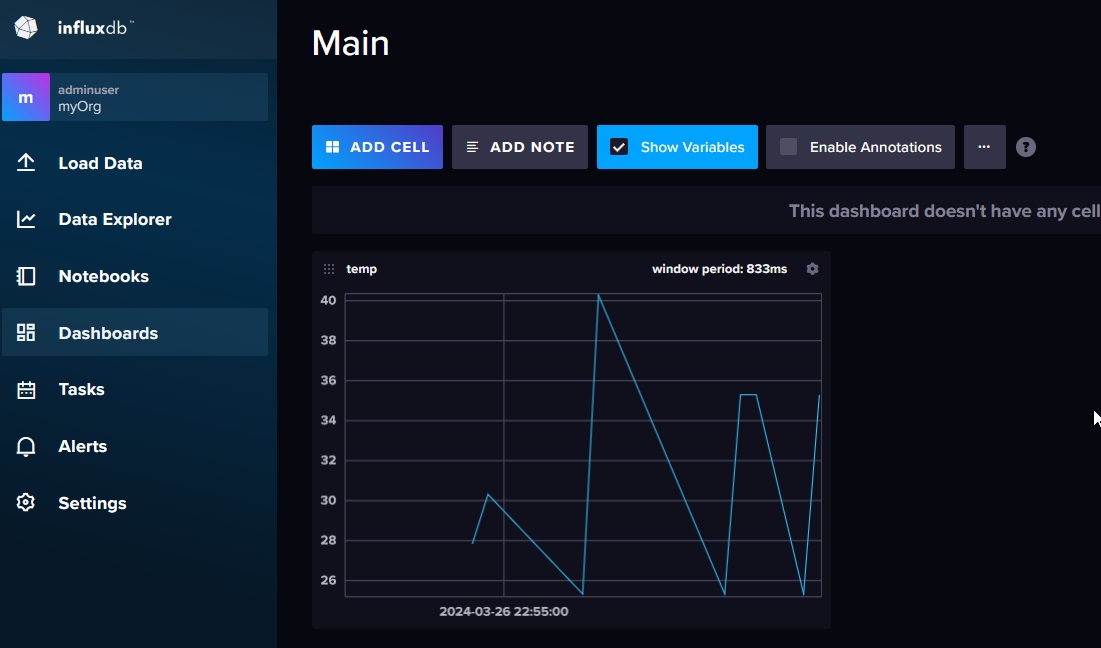 influxdb™
m
adminuser
myOrg
Load Data
Data Explorer
Notebooks
Dashboards
Tasks
Alerts
Settings
Main
ADD CELL
ADD NOTE
Show Variables
Enable Annotations
...
?
This dashboard doesn't have any cell
temp
window period: 833ms
40
38
36
34
32
30
28
26
2024-03-26 22:55:00